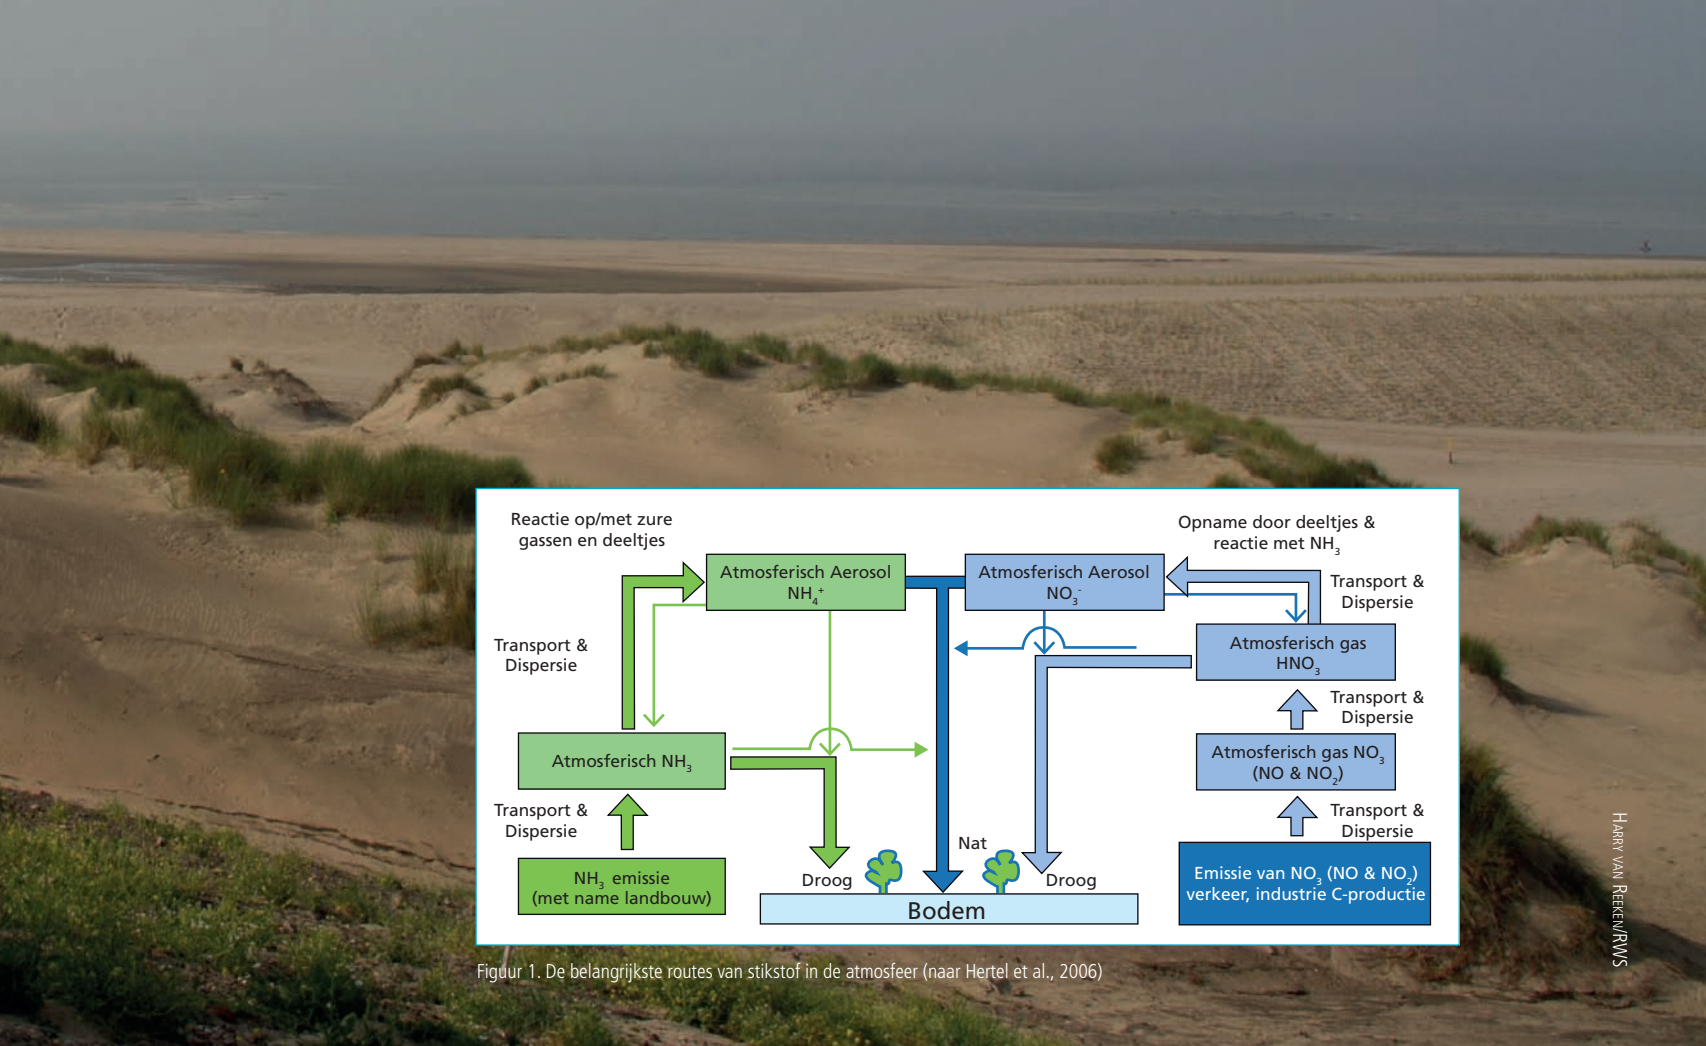 Reactie op/met zure
gassen en deeltjes
Opname door deeltjes &
reactie met NH₃
Atmosferisch Aerosol
NH₄⁺
Atmosferisch Aerosol
NO₃⁻
Transport &
Dispersie
Transport &
Dispersie
Atmosferisch gas
HNO₃
Transport &
Dispersie
Atmosferisch NH₃
Atmosferisch gas NO₃
(NO & NO₂)
Transport &
Dispersie
Transport &
Dispersie
Nat
NH₃ emissie
(met name landbouw)
Droog
Droog
Emissie van NO₃ (NO & NO₂)
verkeer, industrie C-productie
Bodem
Figuur 1. De belangrijkste routes van stikstof in de atmosfeer (naar Hertel et al., 2006)
HARRY VAN REEKEN/RWS